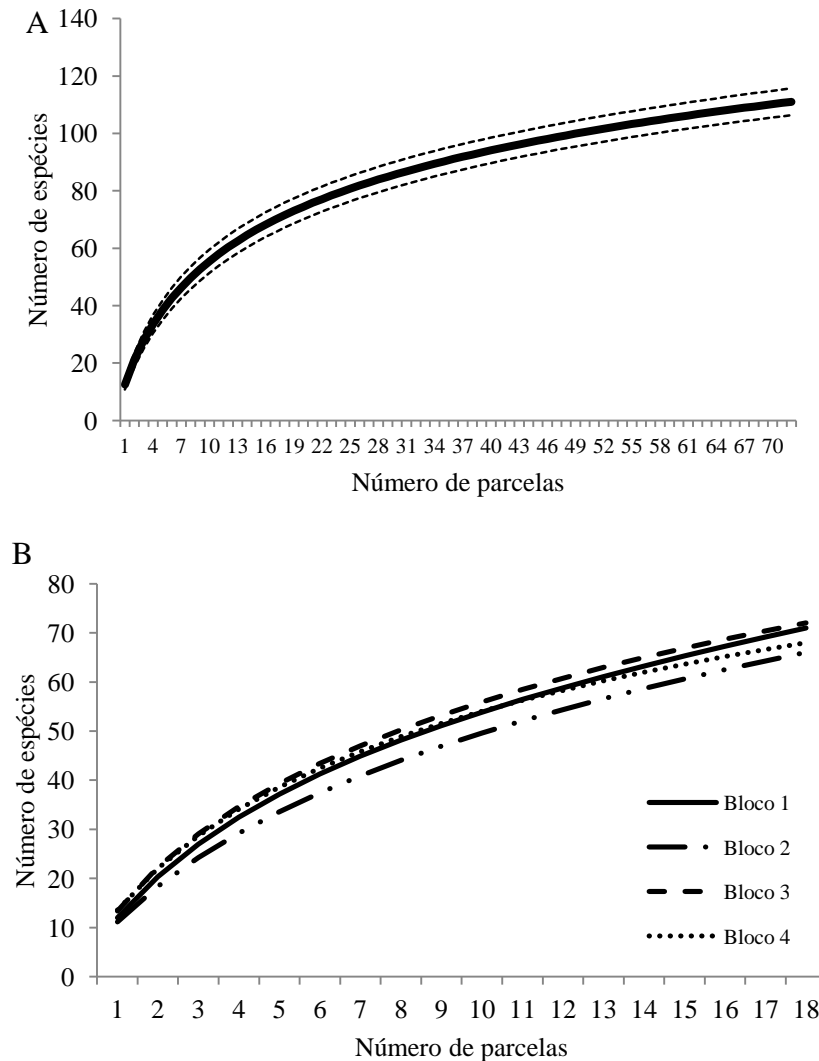 A
140
120
100
80
60
40
20
0
Número de espécies
1 4 7 10 13 16 19 22 25 28 31 34 37 40 43 46 49 52 55 58 61 64 67 70
Número de parcelas
B
80
70
60
50
40
30
20
10
0
Número de espécies
Bloco 1
Bloco 2
Bloco 3
Bloco 4
1 2 3 4 5 6 7 8 9 10 11 12 13 14 15 16 17 18
Número de parcelas